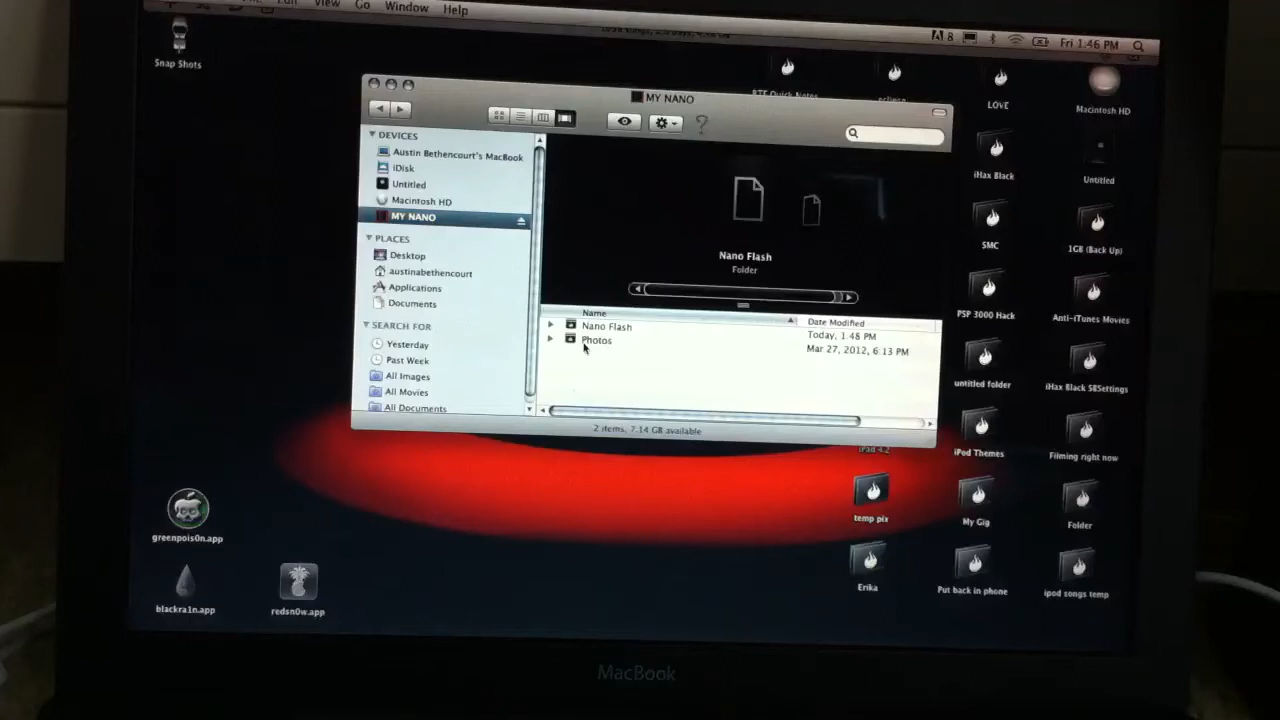 View Go Window Help
8 Fri 1:46 PM
Snap Shots
LOVE
Macintosh HD
MY NANO
DEVICES
Austin Bethencourt's MacBook
iDisk
Untitled
Macintosh HD
MY NANO
PLACES
Desktop
austinabethencourt
Applications
Documents
SEARCH FOR
Yesterday
Past Week
All Images
All Movies
All Documents
Nano Flash
Folder
Name Date Modified
Nano Flash Today, 1:48 PM
Photos Mar 27, 2012, 6:13 PM
2 items, 7.14 GB available
iHax Black
Untitled
SMC
1GB (Back Up)
PSP 3000 Hack
Anti-iTunes Movies
untitled folder
iHax Black SBSettings
iPad 4.2
iPod Themes
Filming right now
temp pix
My Gig
Folder
Erika
Put back in phone
ipod songs temp
greenpois0n.app
blackra1n.app
redsn0w.app
MacBook